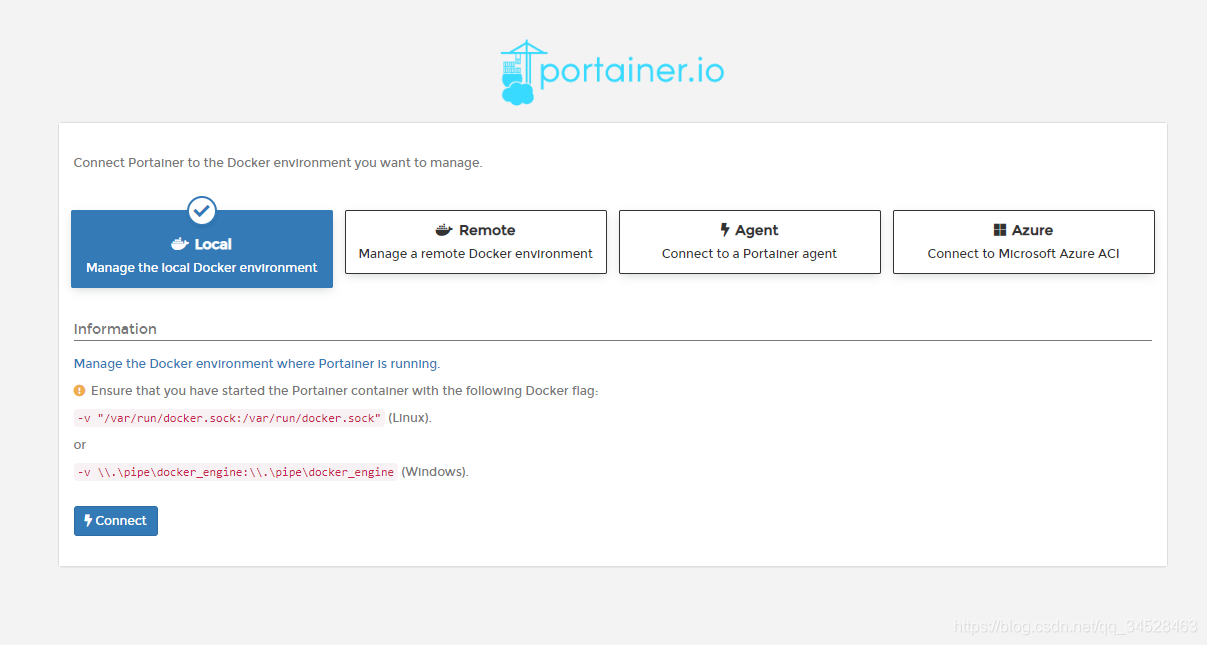 portainer.io
Connect Portainer to the Docker environment you want to manage.
Local
Manage the local Docker environment
Remote
Manage a remote Docker environment
Agent
Connect to a Portainer agent
Azure
Connect to Microsoft Azure ACI
Information
Manage the Docker environment where Portainer is running.
Ensure that you have started the Portainer container with the following Docker flag:
-v "/var/run/docker.sock:/var/run/docker.sock" (Linux).
or
-v \\.\pipe\docker_engine:\\.\pipe\docker_engine (Windows).
Connect
https://blog.csdn.net/qq_34528463